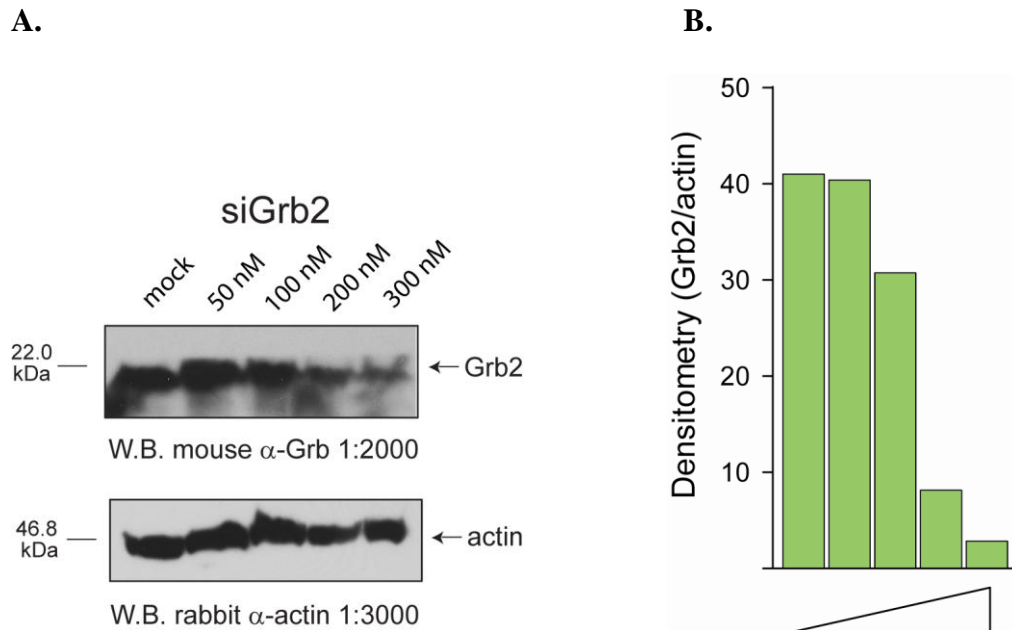 A.
siGrb2
mock 50 nM 100 nM 200 nM 300 nM
22.0
kDa
Grb2
W.B. mouse α-Grb 1:2000
46.8
kDa
actin
W.B. rabbit α-actin 1:3000
B.
Densitometry (Grb2/actin)
50
40
30
20
10